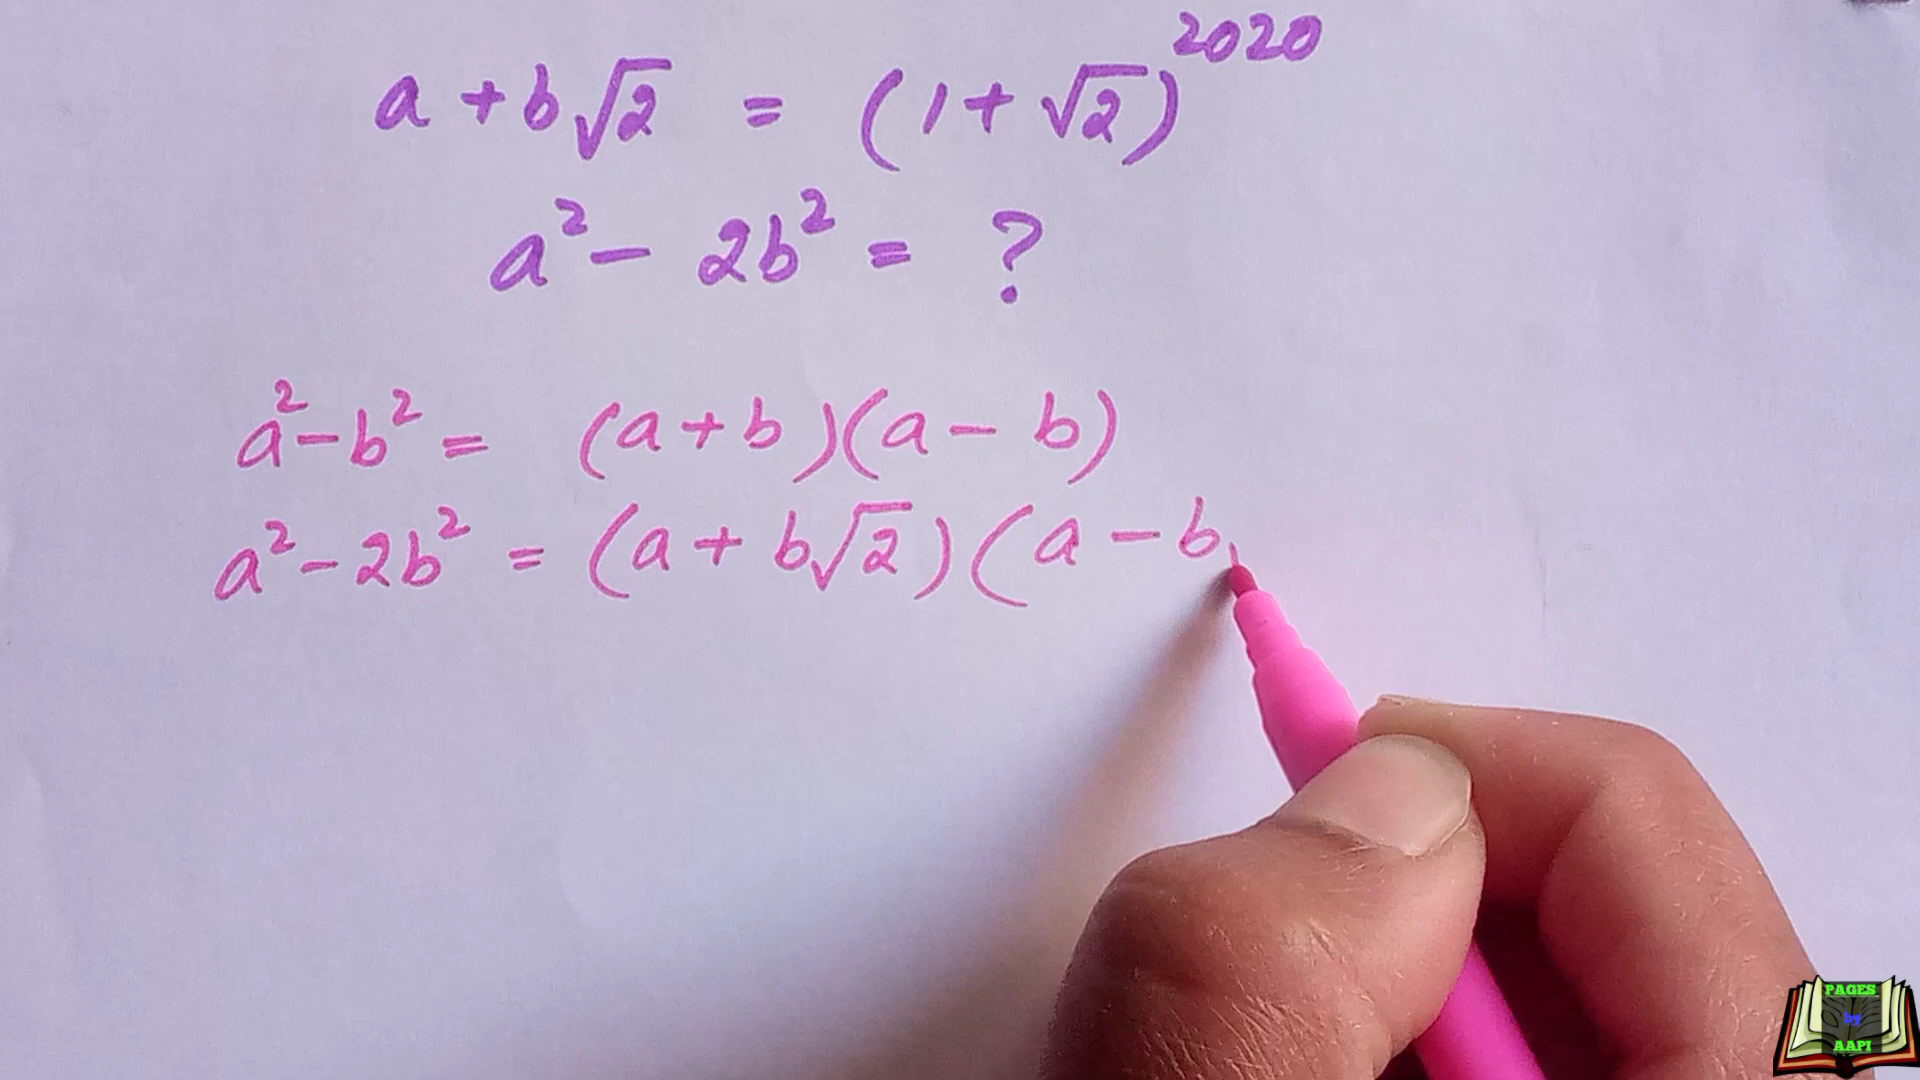 a + b√2 = (1 + √2)²⁰²⁰
a² - 2b² = ?
a² - b² = (a + b)(a - b)
a² - 2b² = (a + b√2)(a - b
PAGES
by
AAPI